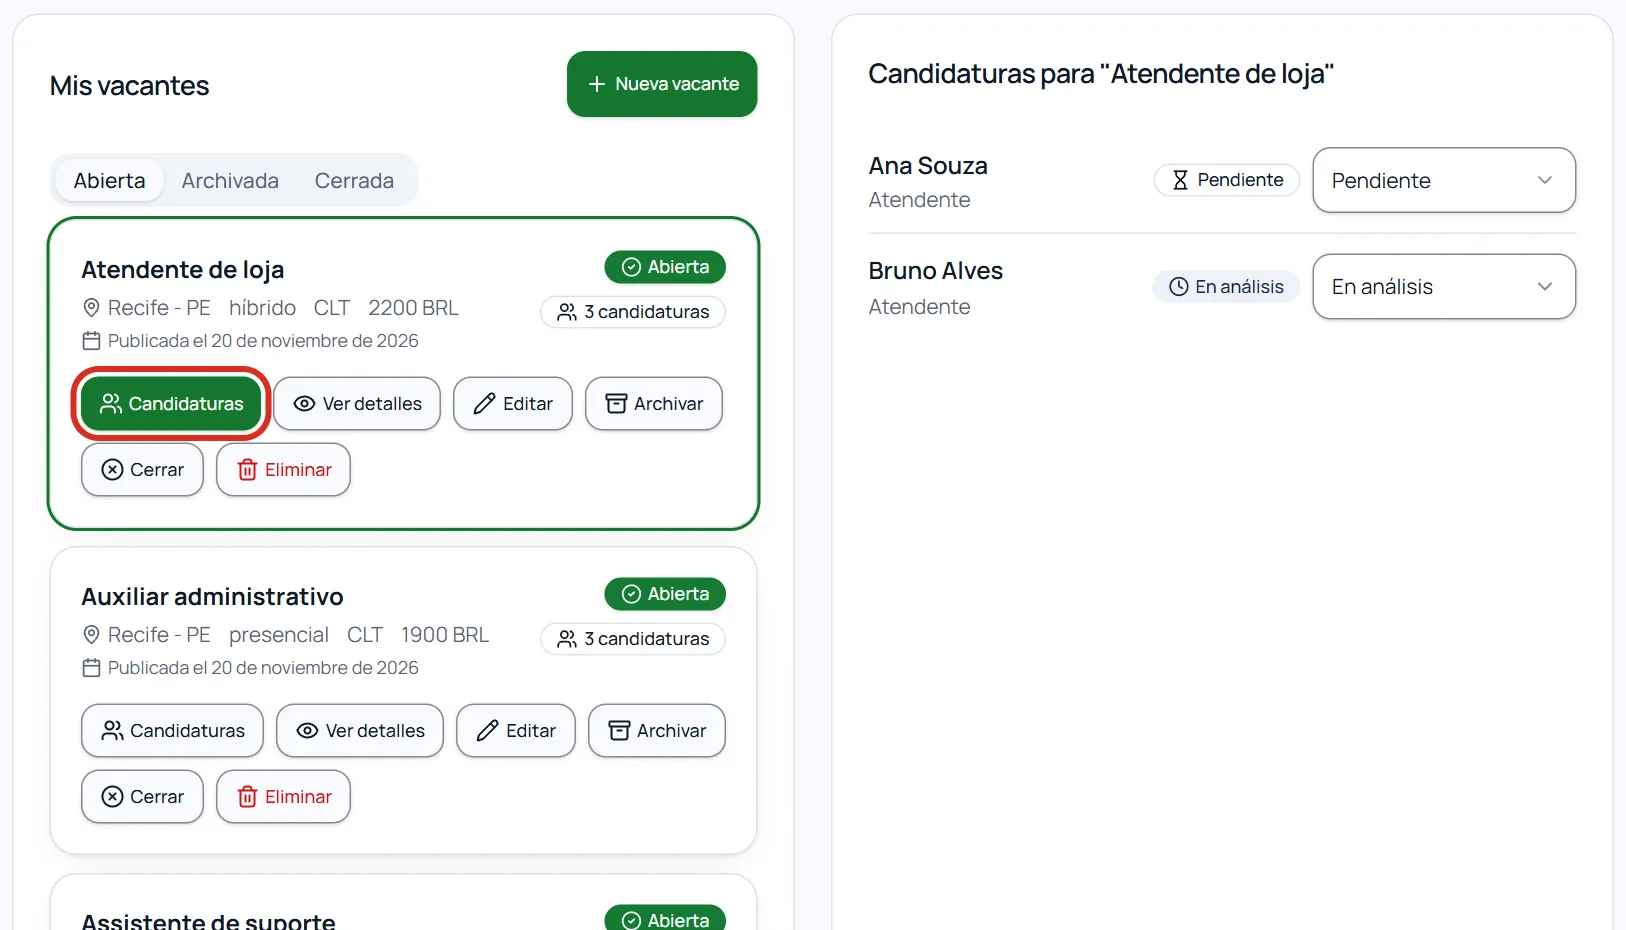 Mis vacantes
Nueva vacante
Abierta Archivada Cerrada
Atendente de loja
Abierta
Recife - PE híbrido CLT 2200 BRL
3 candidaturas
Publicada el 20 de noviembre de 2026
Candidaturas Ver detalles Editar Archivar
Cerrar Eliminar
Auxiliar administrativo
Abierta
Recife - PE presencial CLT 1900 BRL
3 candidaturas
Publicada el 20 de noviembre de 2026
Candidaturas Ver detalles Editar Archivar
Cerrar Eliminar
Assistente de suporte
Abierta
Candidaturas para "Atendente de loja"
Ana Souza
Atendente
Pendiente
Pendiente
Bruno Alves
Atendente
En análisis
En análisis